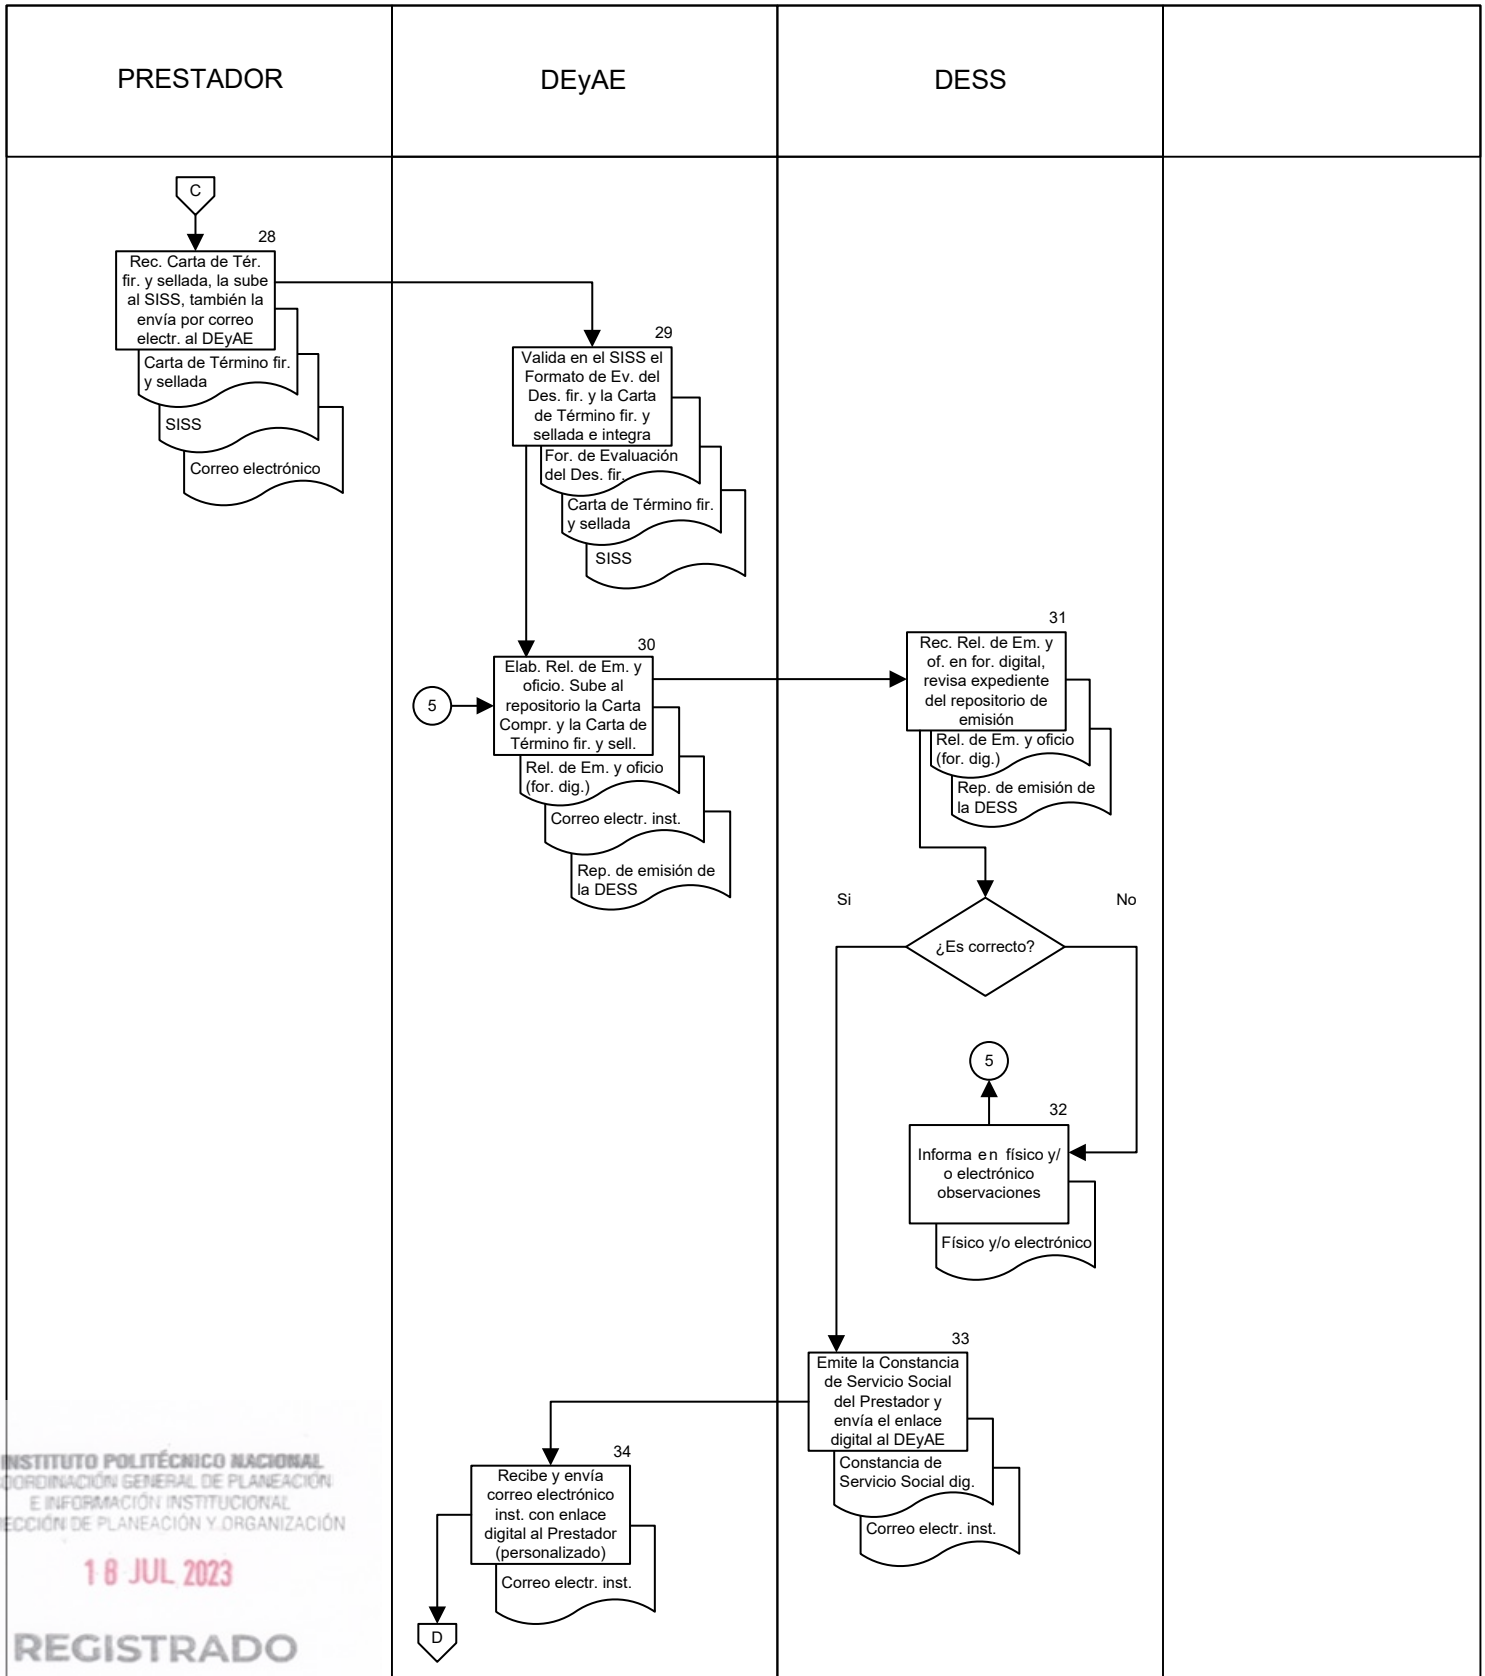 PRESTADOR
DEyAE
DESS
C
28
Rec. Carta de Tér.
fir. y sellada, la sube
al SISS, también la
envía por correo
electr. al DEyAE
Carta de Término fir.
y sellada
SISS
Correo electrónico
29
Valida en el SISS el
Formato de Ev. del
Des. fir. y la Carta
de Término fir. y
sellada e integra
For. de Evaluación
del Des. fir.
Carta de Término fir.
y sellada
SISS
5
30
Elab. Rel. de Em. y
oficio. Sube al
repositorio la Carta
Compr. y la Carta de
Término fir. y sell.
Rel. de Em. y oficio
(for. dig.)
Correo electr. inst.
Rep. de emisión de
la DESS
31
Rec. Rel. de Em. y
of. en for. digital,
revisa expediente
del repositorio de
emisión
Rel. de Em. y oficio
(for. dig.)
Rep. de emisión de
la DESS
Si
No
¿Es correcto?
5
32
Informa en físico y/
o electrónico
observaciones
Físico y/o electrónico
33
Emite la Constancia
de Servicio Social
del Prestador y
envía el enlace
digital al DEyAE
Constancia de
Servicio Social dig.
Correo electr. inst.
34
Recibe y envía
correo electrónico
inst. con enlace
digital al Prestador
(personalizado)
Correo electr. inst.
D
INSTITUTO POLITÉCNICO NACIONAL
OORDINACIÓN GENERAL DE PLANEACIÓN
E INFORMACIÓN INSTITUCIONAL
ECCIÓN DE PLANEACIÓN Y ORGANIZACIÓN
18 JUL 2023
REGISTRADO